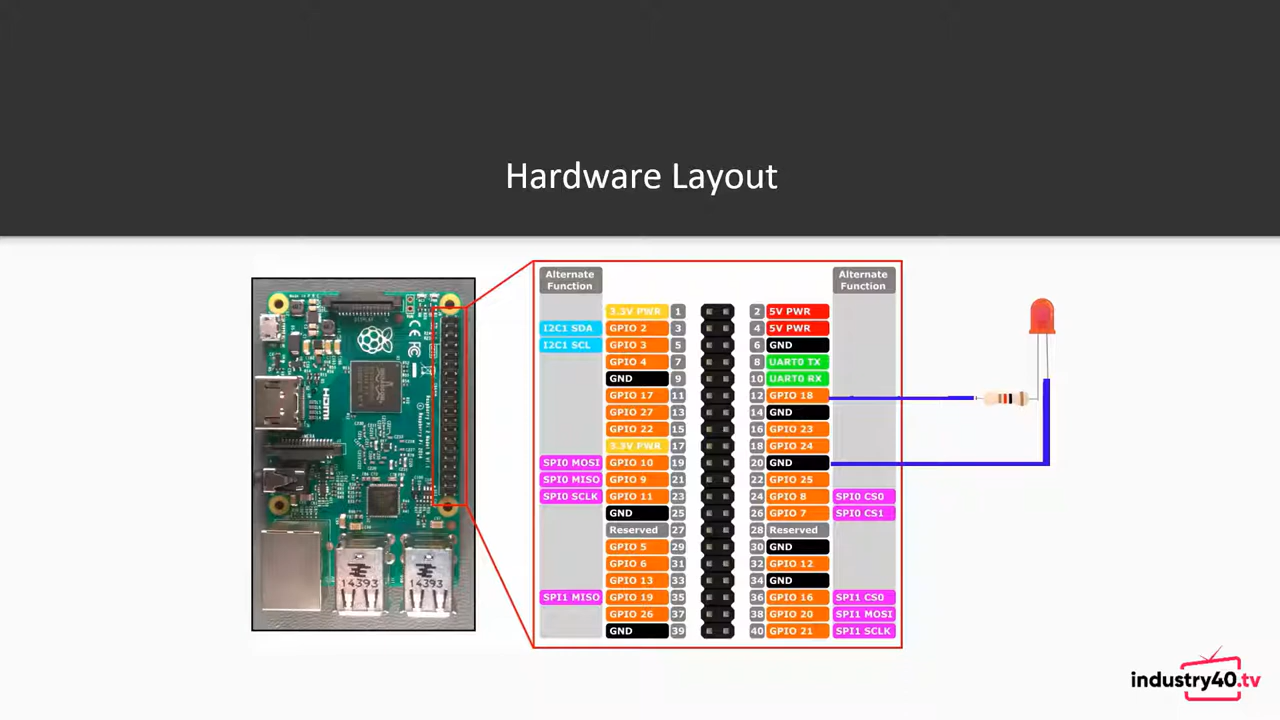 Hardware Layout
Alternate Function
Alternate Function
3.3V PWR 1 2 5V PWR
I2C1 SDA GPIO 2 3 4 5V PWR
I2C1 SCL GPIO 3 5 6 GND
GPIO 4 7 8 UART0 TX
GND 9 10 UART0 RX
GPIO 17 11 12 GPIO 18
GPIO 27 13 14 GND
GPIO 22 15 16 GPIO 23
3.3V PWR 17 18 GPIO 24
SPI0 MOSI GPIO 10 19 20 GND
SPI0 MISO GPIO 9 21 22 GPIO 25
SPI0 SCLK GPIO 11 23 24 GPIO 8 SPI0 CS0
GND 25 26 GPIO 7 SPI0 CS1
Reserved 27 28 Reserved
GPIO 5 29 30 GND
GPIO 6 31 32 GPIO 12
GPIO 13 33 34 GND
SPI1 MISO GPIO 19 35 36 GPIO 16 SPI1 CS0
GPIO 26 37 38 GPIO 20 SPI1 MOSI
GND 39 40 GPIO 21 SPI1 SCLK
HDMI
14393 14393
industry40.tv